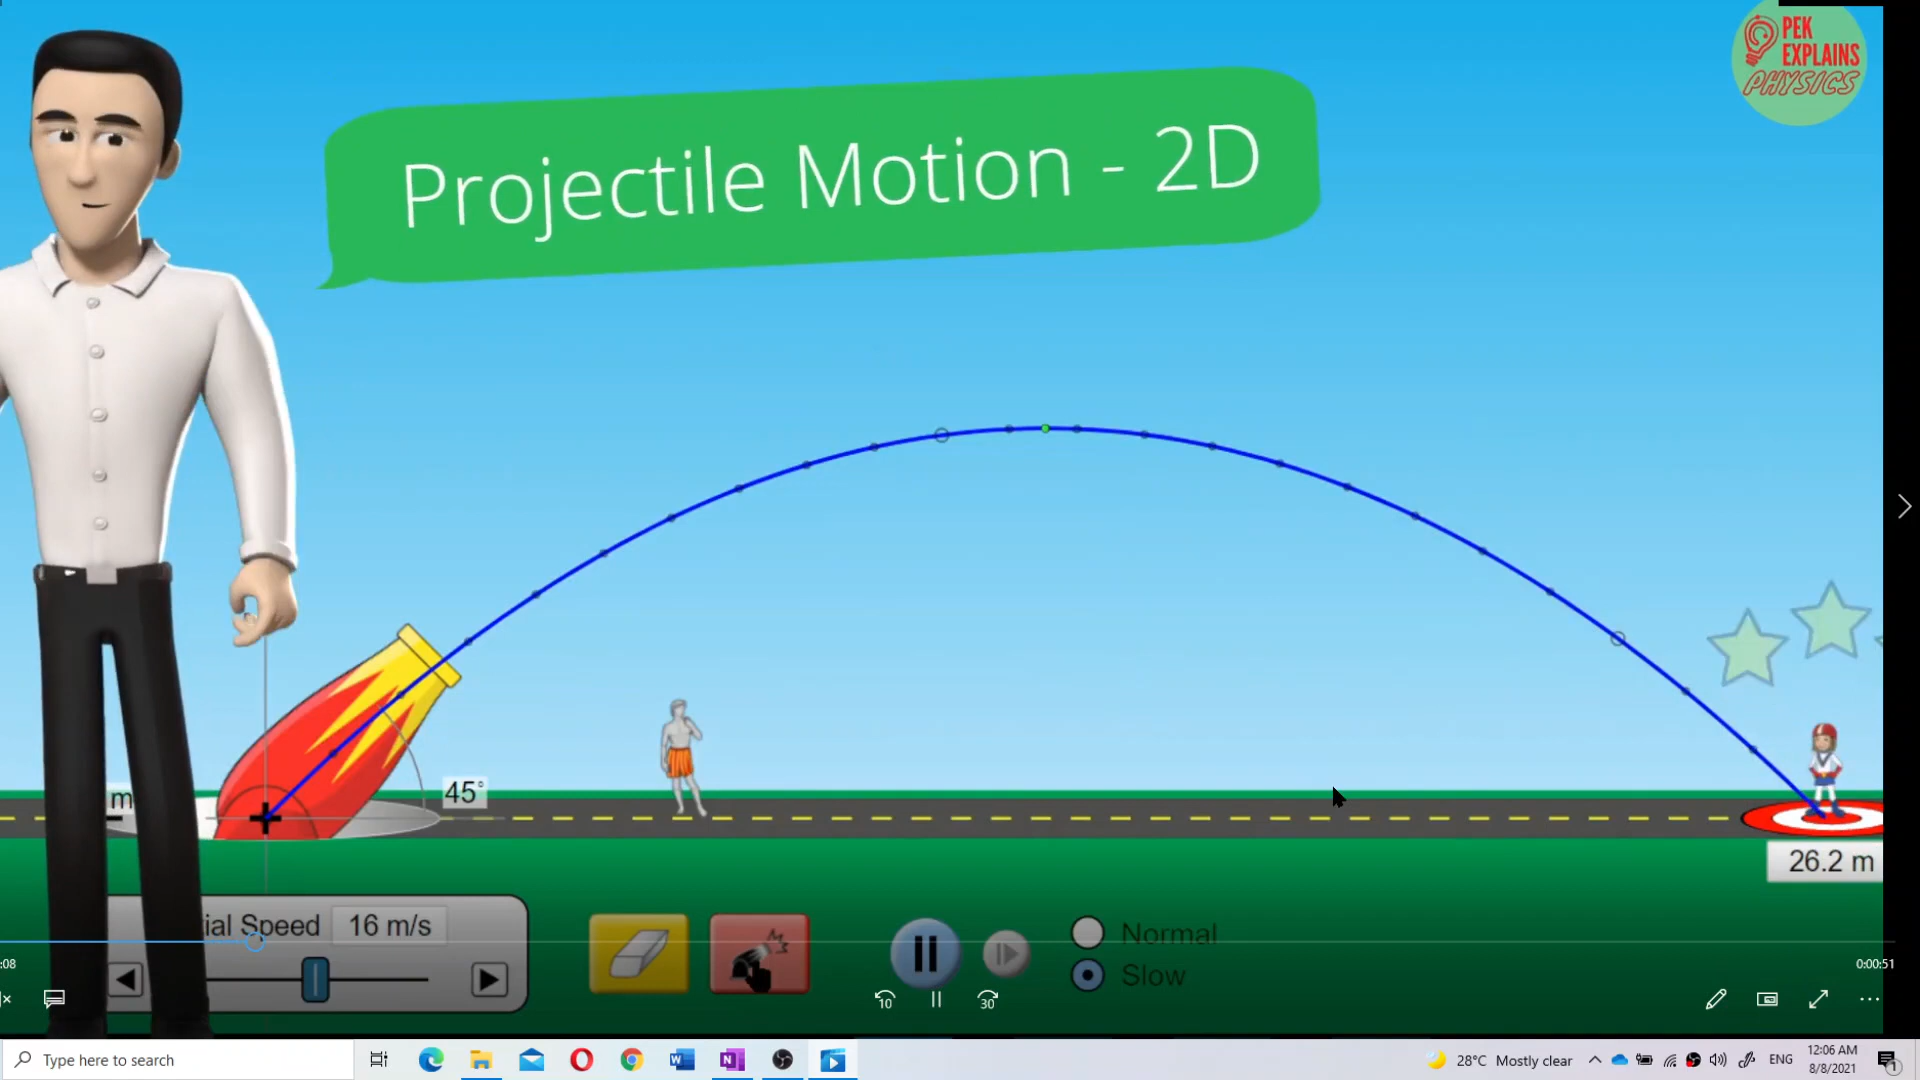 PEK
EXPLAINS
PHYSICS
Projectile Motion - 2D
m
45°
26.2 m
ial Speed 16 m/s
Normal
Slow
:08
0:00:51
10
30
Type here to search
28°C Mostly clear
ENG
12:06 AM
8/8/2021
1